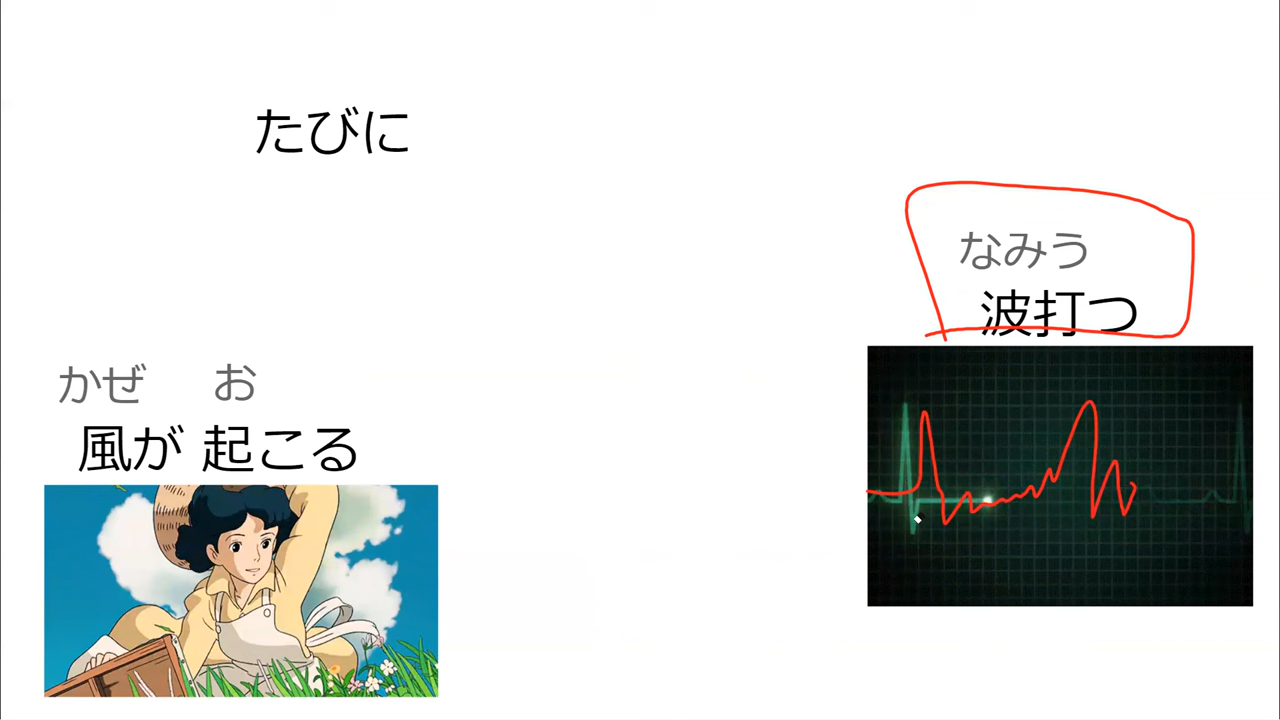 たびに
なみう
波打つ
かぜ お
風が 起こる